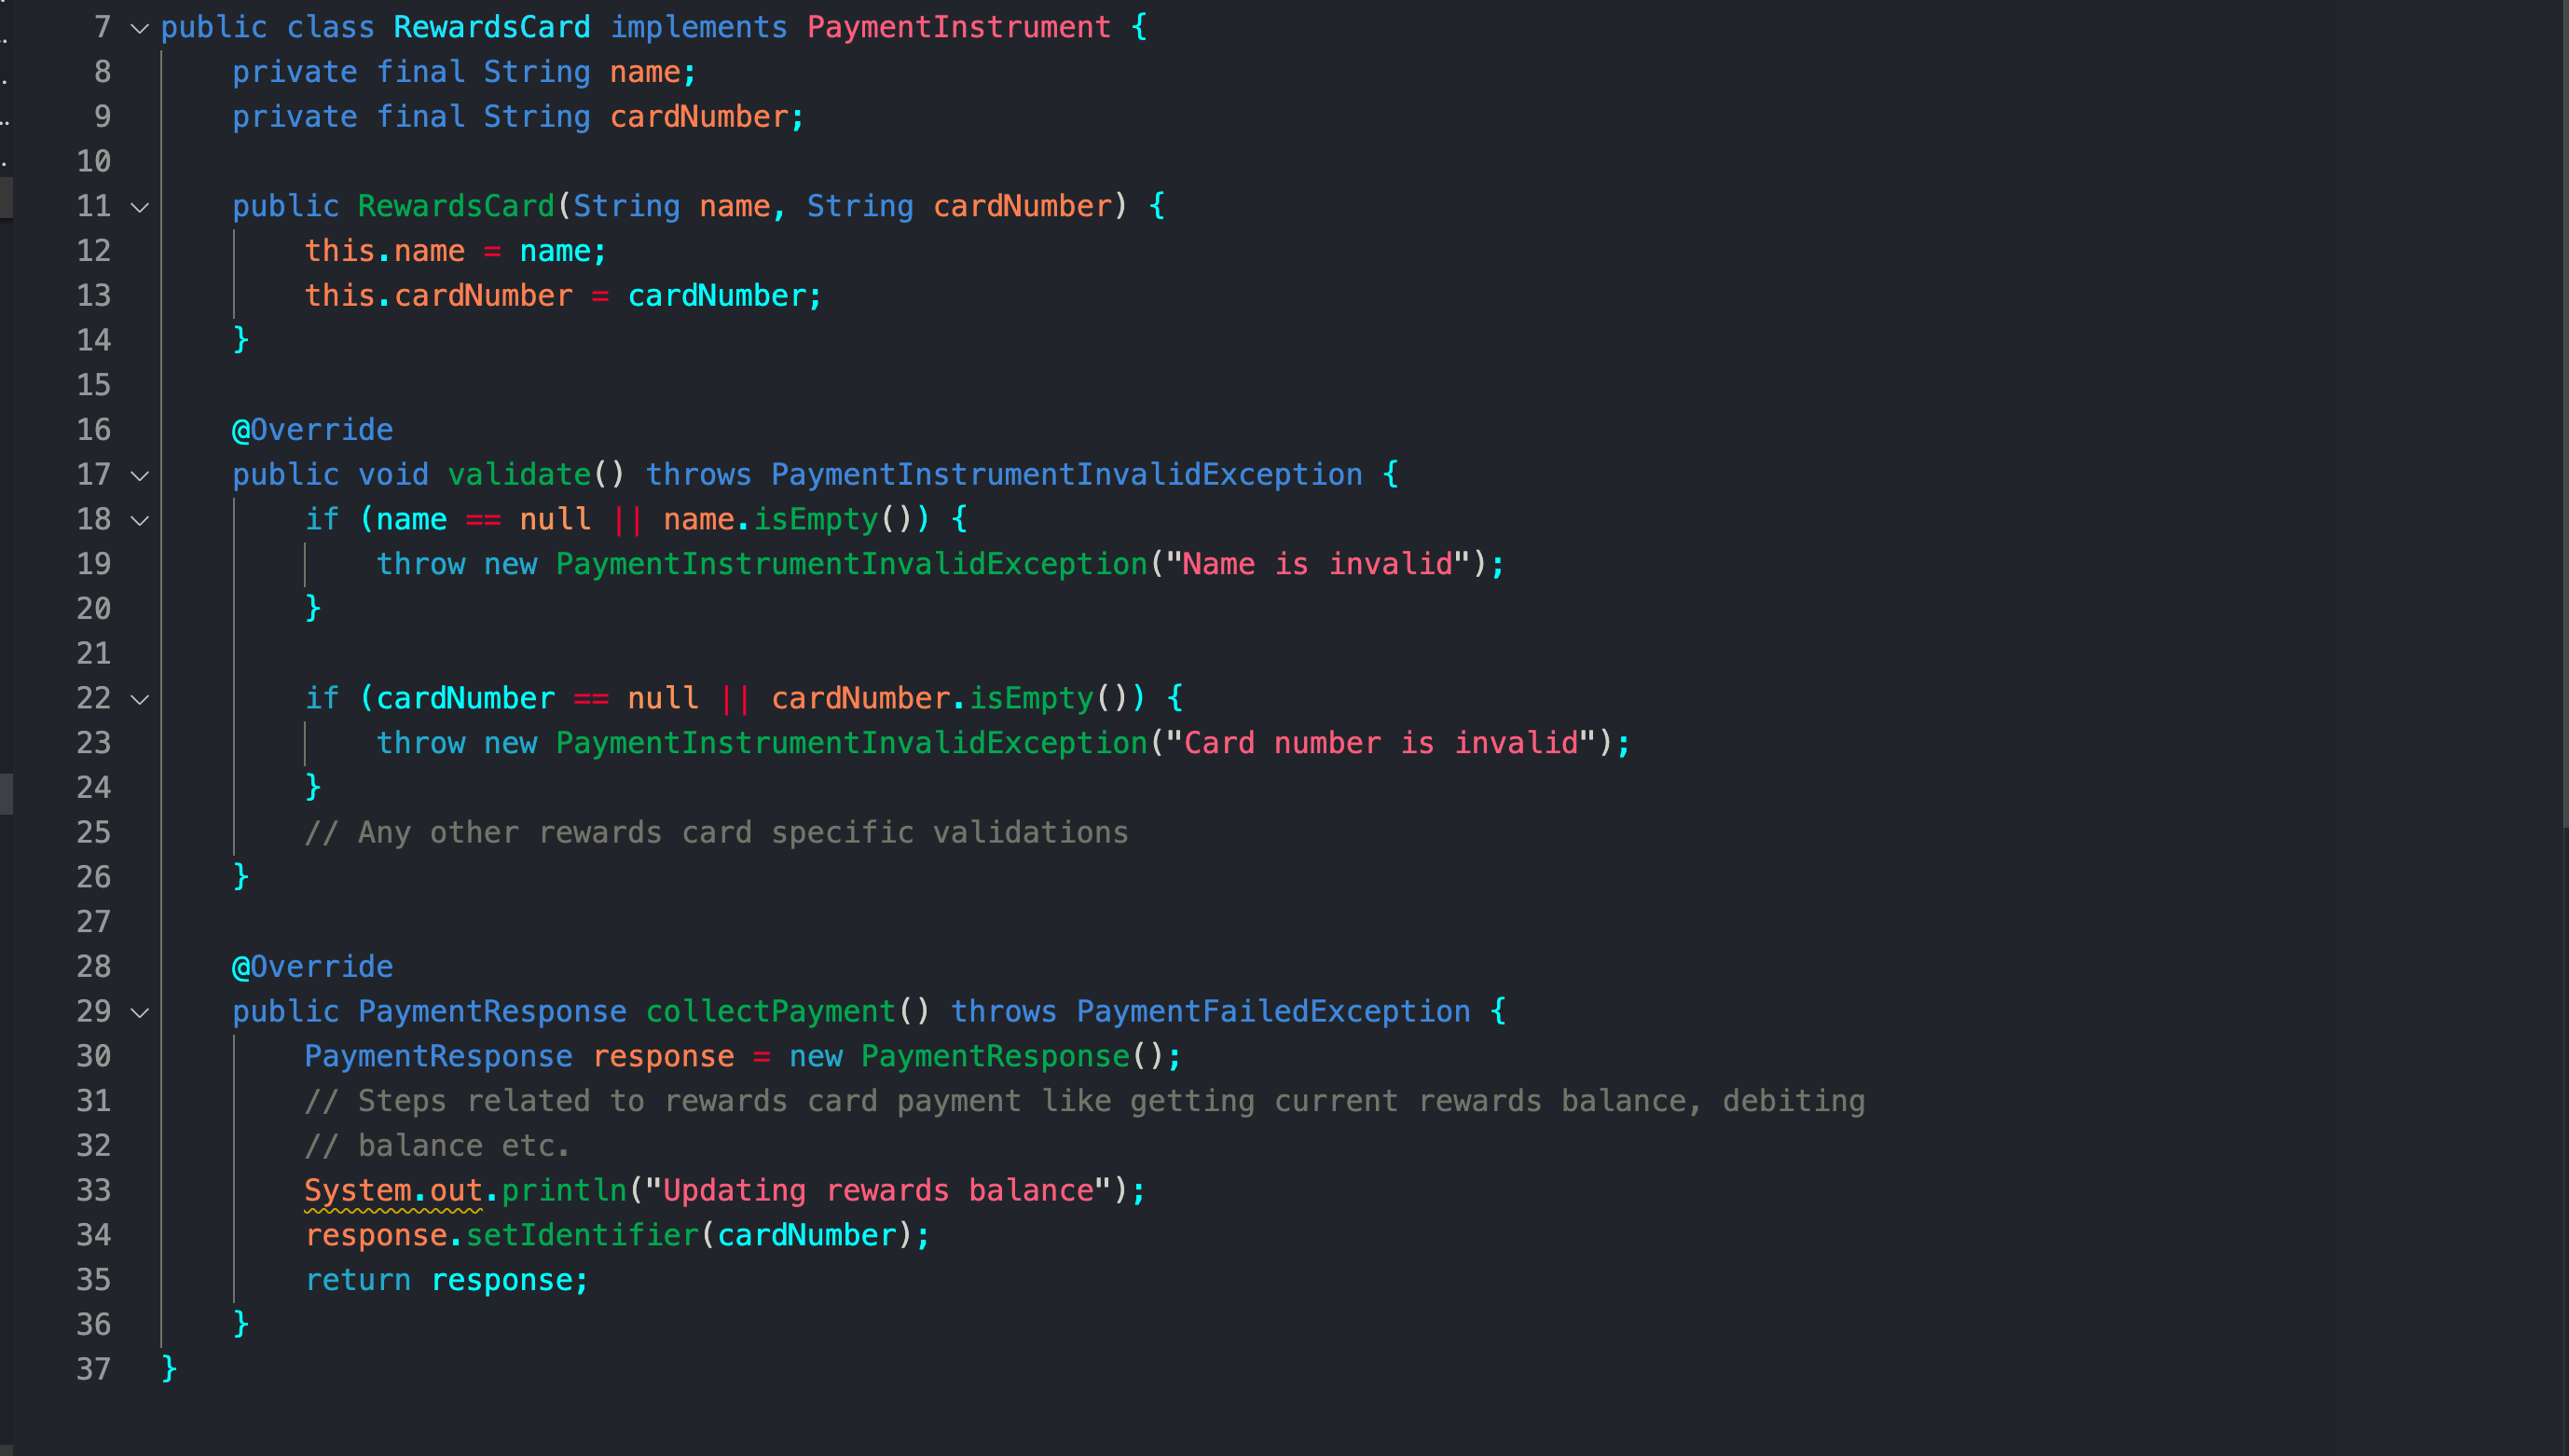 7 public class RewardsCard implements PaymentInstrument {
8     private final String name;
9     private final String cardNumber;
10
11     public RewardsCard(String name, String cardNumber) {
12         this.name = name;
13         this.cardNumber = cardNumber;
14     }
15
16     @Override
17     public void validate() throws PaymentInstrumentInvalidException {
18         if (name == null || name.isEmpty()) {
19             throw new PaymentInstrumentInvalidException("Name is invalid");
20         }
21
22         if (cardNumber == null || cardNumber.isEmpty()) {
23             throw new PaymentInstrumentInvalidException("Card number is invalid");
24         }
25         // Any other rewards card specific validations
26     }
27
28     @Override
29     public PaymentResponse collectPayment() throws PaymentFailedException {
30         PaymentResponse response = new PaymentResponse();
31         // Steps related to rewards card payment like getting current rewards balance, debiting
32         // balance etc.
33         System.out.println("Updating rewards balance");
34         response.setIdentifier(cardNumber);
35         return response;
36     }
37 }